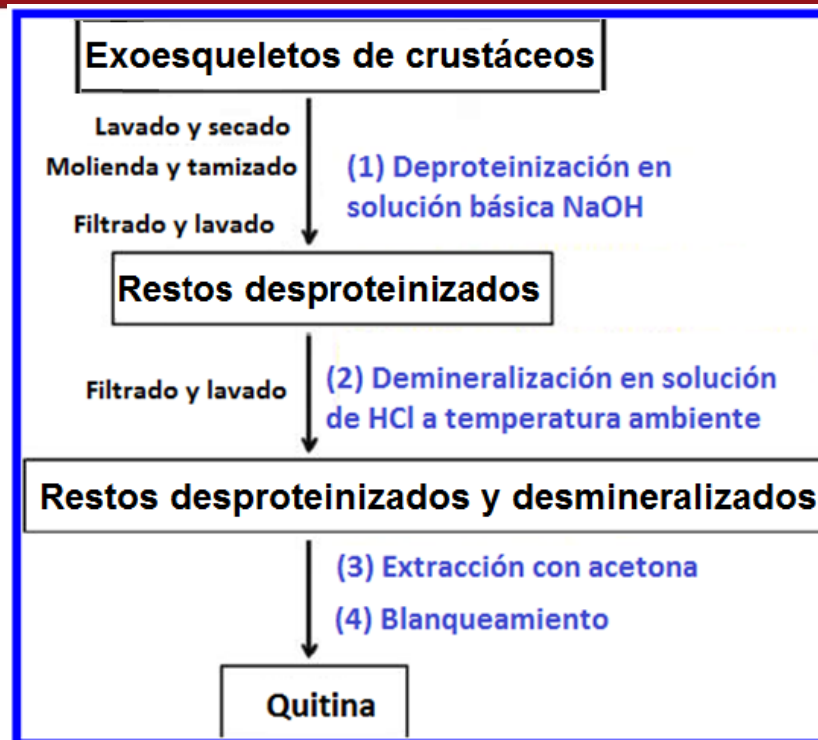 Exoesqueletos de crustáceos
Lavado y secado
Molienda y tamizado
Filtrado y lavado
(1) Deproteinización en
solución básica NaOH
Restos desproteinizados
Filtrado y lavado
(2) Demineralización en solución
de HCl a temperatura ambiente
Restos desproteinizados y desmineralizados
(3) Extracción con acetona
(4) Blanqueamiento
Quitina